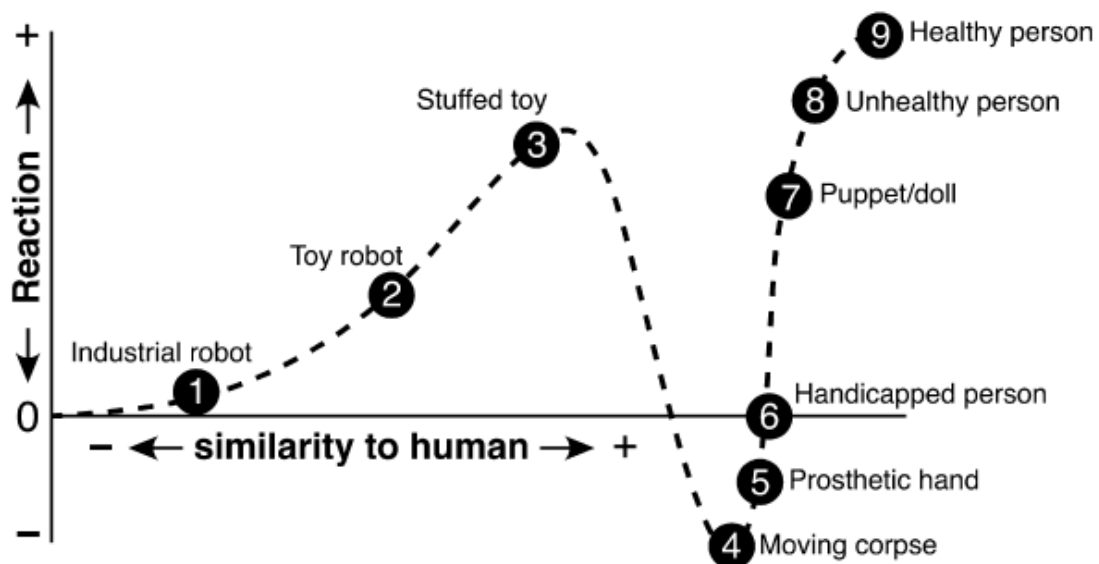 +
9 Healthy person
8 Unhealthy person
Stuffed toy
3
7 Puppet/doll
Reaction
Toy robot
2
Industrial robot
1
Handicapped person
0
6
− similarity to human +
5 Prosthetic hand
−
4 Moving corpse